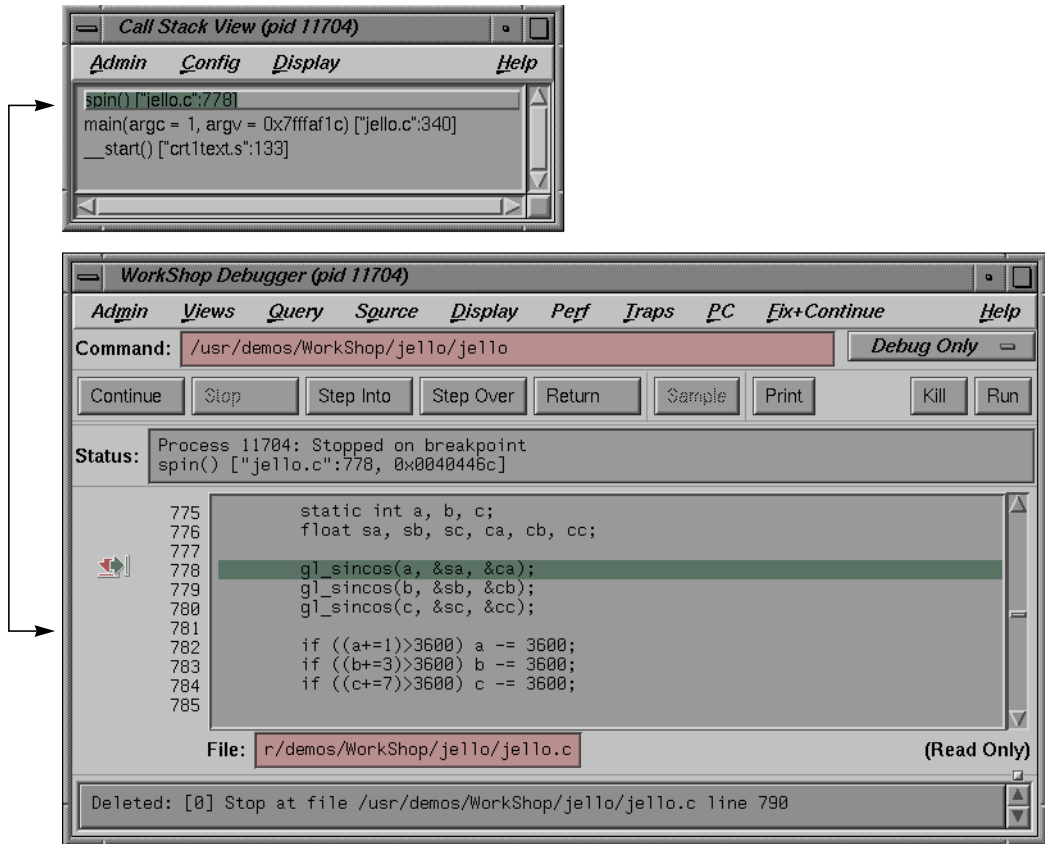 Call Stack View (pid 11704)
Admin Config Display Help
spin() ["jello.c":778]
main(argc = 1, argv = 0x7fffaf1c) ["jello.c":340]
__start() ["crt1text.s":133]
WorkShop Debugger (pid 11704)
Admin Views Query Source Display Perf Traps PC Fix+Continue Help
Command: /usr/demos/WorkShop/jello/jello Debug Only
Continue Stop Step Into Step Over Return Sample Print Kill Run
Status: Process 11704: Stopped on breakpoint
spin() ["jello.c":778, 0x0040446c]
775 static int a, b, c;
776 float sa, sb, sc, ca, cb, cc;
777
778 gl_sincos(a, &sa, &ca);
779 gl_sincos(b, &sb, &cb);
780 gl_sincos(c, &sc, &cc);
781
782 if ((a+=1)>3600) a -= 3600;
783 if ((b+=3)>3600) b -= 3600;
784 if ((c+=7)>3600) c -= 3600;
785
File: r/demos/WorkShop/jello/jello.c (Read Only)
Deleted: [0] Stop at file /usr/demos/WorkShop/jello/jello.c line 790